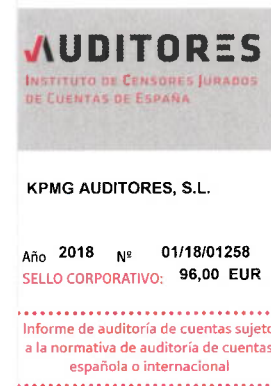 AUDITORES
INSTITUTO DE CENSORES JURADOS
DE CUENTAS DE ESPAÑA
KPMG AUDITORES, S.L.
Año 2018 Nº 01/18/01258
SELLO CORPORATIVO: 96,00 EUR
Informe de auditoría de cuentas sujeto
a la normativa de auditoría de cuentas
española o internacional